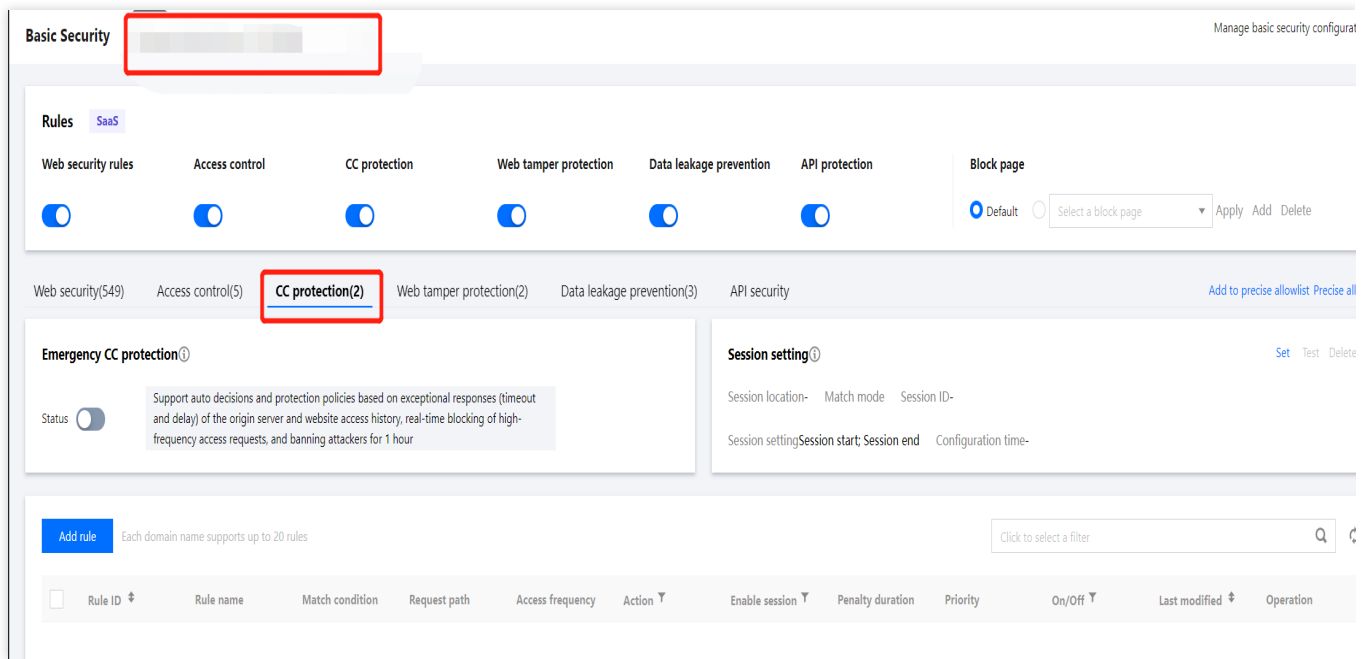 Basic Security
Manage basic security configurat
Rules SaaS
Web security rules Access control CC protection Web tamper protection Data leakage prevention API protection Block page
Default Select a block page Apply Add Delete
Web security(549) Access control(5) CC protection(2) Web tamper protection(2) Data leakage prevention(3) API security Add to precise allowlist Precise all
Emergency CC protection
Status
Support auto decisions and protection policies based on exceptional responses (timeout
and delay) of the origin server and website access history, real-time blocking of high-
frequency access requests, and banning attackers for 1 hour
Session setting Set Test Delete
Session location- Match mode Session ID-
Session settingSession start; Session end Configuration time-
Add rule Each domain name supports up to 20 rules Click to select a filter
Rule ID Rule name Match condition Request path Access frequency Action Enable session Penalty duration Priority On/Off Last modified Operation